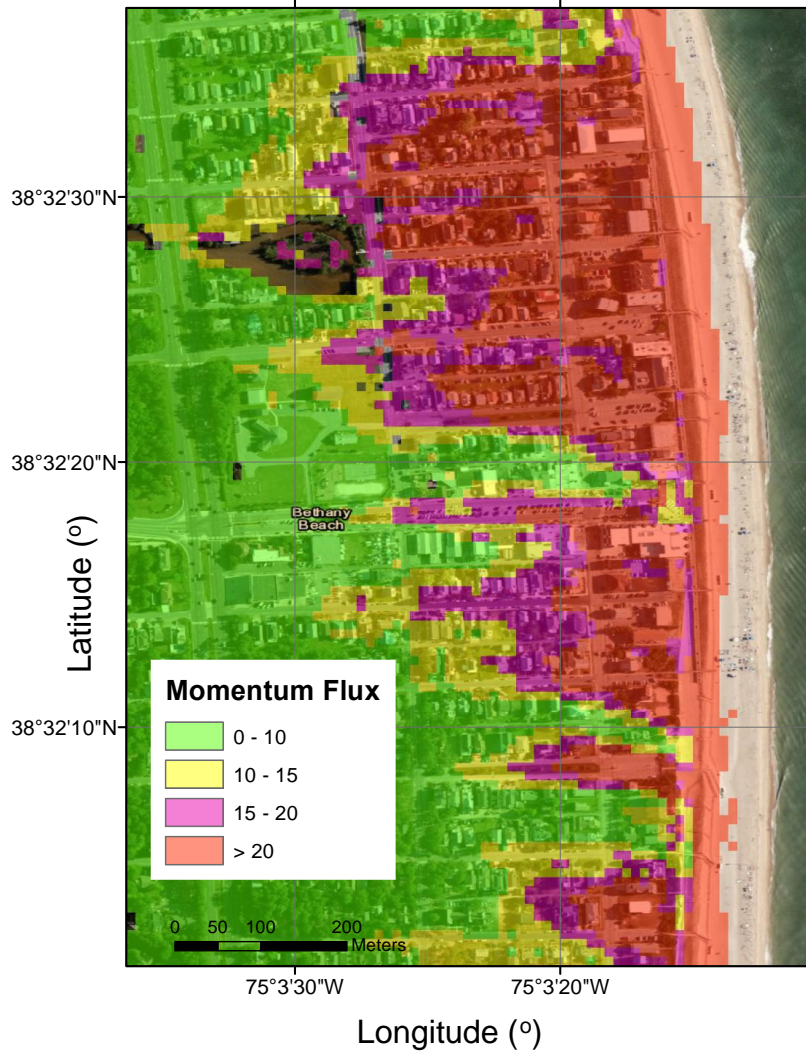 38°32'30"N
38°32'20"N
Bethany
Beach
Latitude (°)
Momentum Flux
0 - 10
10 - 15
15 - 20
> 20
38°32'10"N
0 50 100 200
Meters
75°3'30"W 75°3'20"W
Longitude (°)